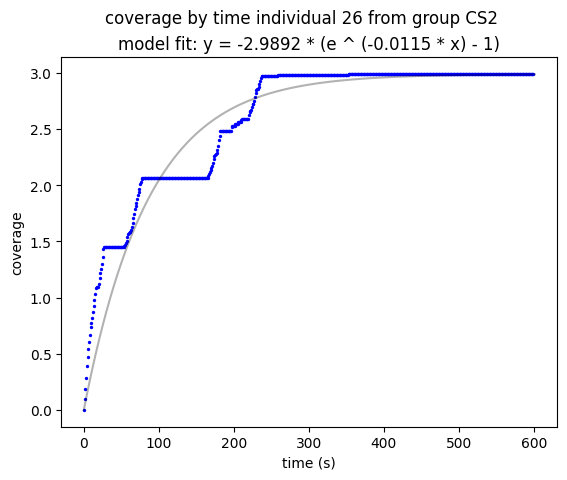 coverage by time individual 26 from group CS2
model fit: y = -2.9892 * (e ^ (-0.0115 * x) - 1)
3.0
2.5
2.0
1.5
1.0
0.5
0.0
coverage
0 100 200 300 400 500 600
time (s)